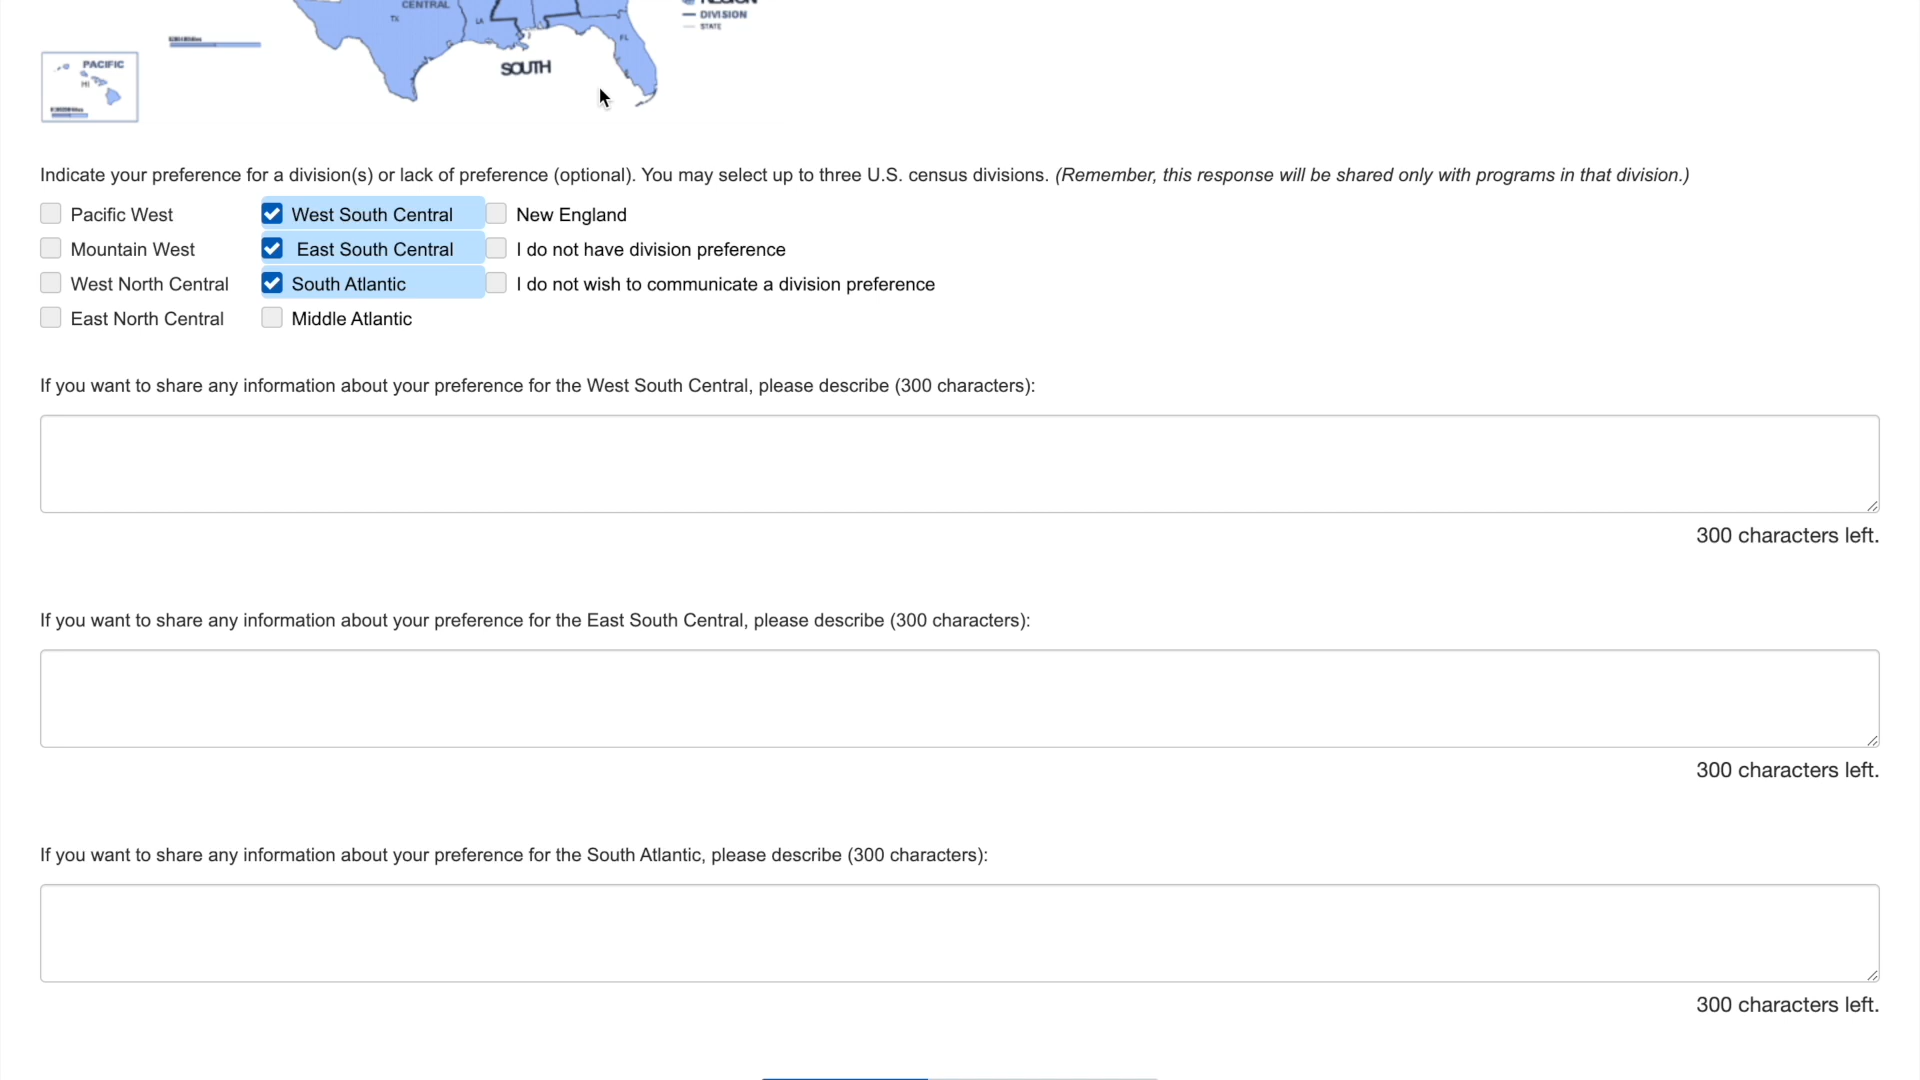 CENTRAL
TX
LA
FL
DIVISION
STATE
SOUTH
PACIFIC
HI
Indicate your preference for a division(s) or lack of preference (optional). You may select up to three U.S. census divisions. (Remember, this response will be shared only with programs in that division.)
Pacific West
West South Central
New England
Mountain West
East South Central
I do not have division preference
West North Central
South Atlantic
I do not wish to communicate a division preference
East North Central
Middle Atlantic
If you want to share any information about your preference for the West South Central, please describe (300 characters):
300 characters left.
If you want to share any information about your preference for the East South Central, please describe (300 characters):
300 characters left.
If you want to share any information about your preference for the South Atlantic, please describe (300 characters):
300 characters left.